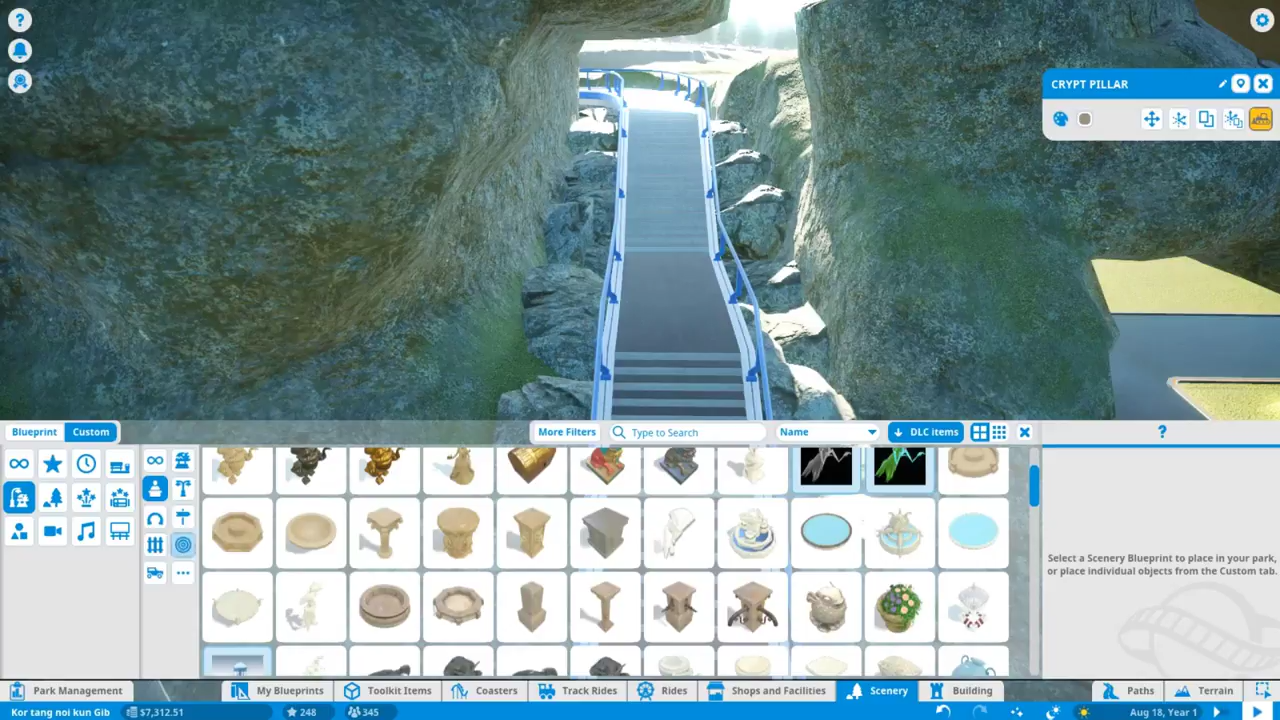 CRYPT PILLAR
Blueprint
Custom
More Filters
Type to Search
Name
DLC items
Select a Scenery Blueprint to place in your park,
or place individual objects from the Custom tab.
Park Management
My Blueprints
Toolkit Items
Coasters
Track Rides
Rides
Shops and Facilities
Scenery
Building
Paths
Terrain
Kor tang noi kun Gib
$7,312.51
248
345
Aug 18, Year 1